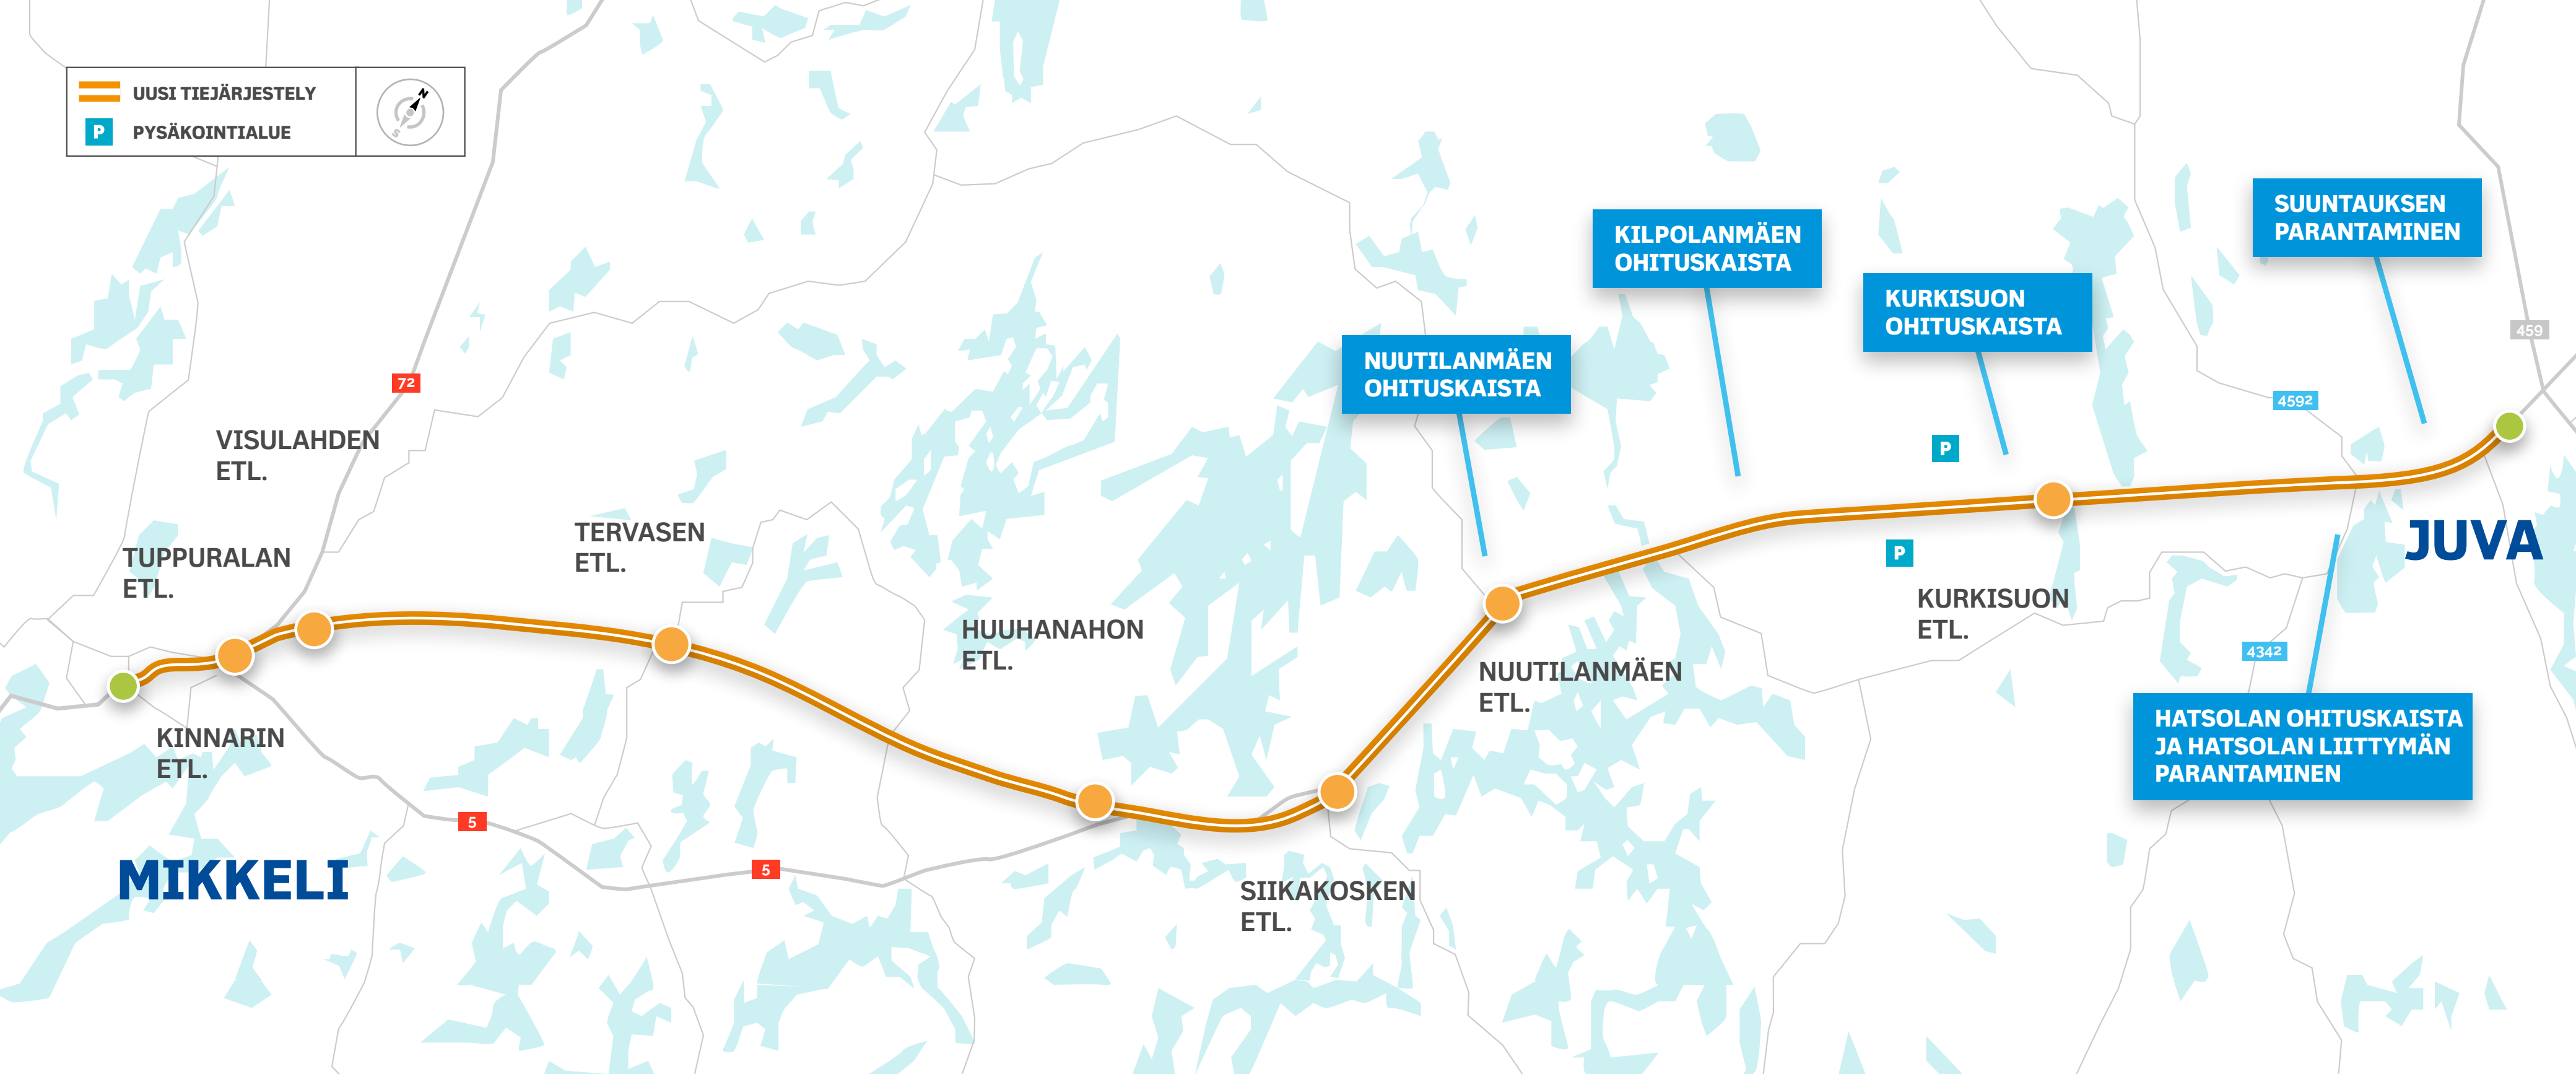 UUSI TIEJÄRJESTELY
P
PYSÄKOINTIALUE
N
S
SUUNTAUKSEN
PARANTAMINEN
KILPOLANMÄEN
OHITUSKAISTA
KURKISUON
OHITUSKAISTA
459
NUUTILANMÄEN
OHITUSKAISTA
72
4592
VISULAHDEN
ETL.
P
TERVASEN
ETL.
JUVA
TUPPURALAN
ETL.
P
KURKISUON
ETL.
HUUHANAHON
ETL.
4342
NUUTILANMÄEN
ETL.
KINNARIN
ETL.
HATSOLAN OHITUSKAISTA
JA HATSOLAN LIITTYMÄN
PARANTAMINEN
5
5
MIKKELI
SIIKAKOSKEN
ETL.